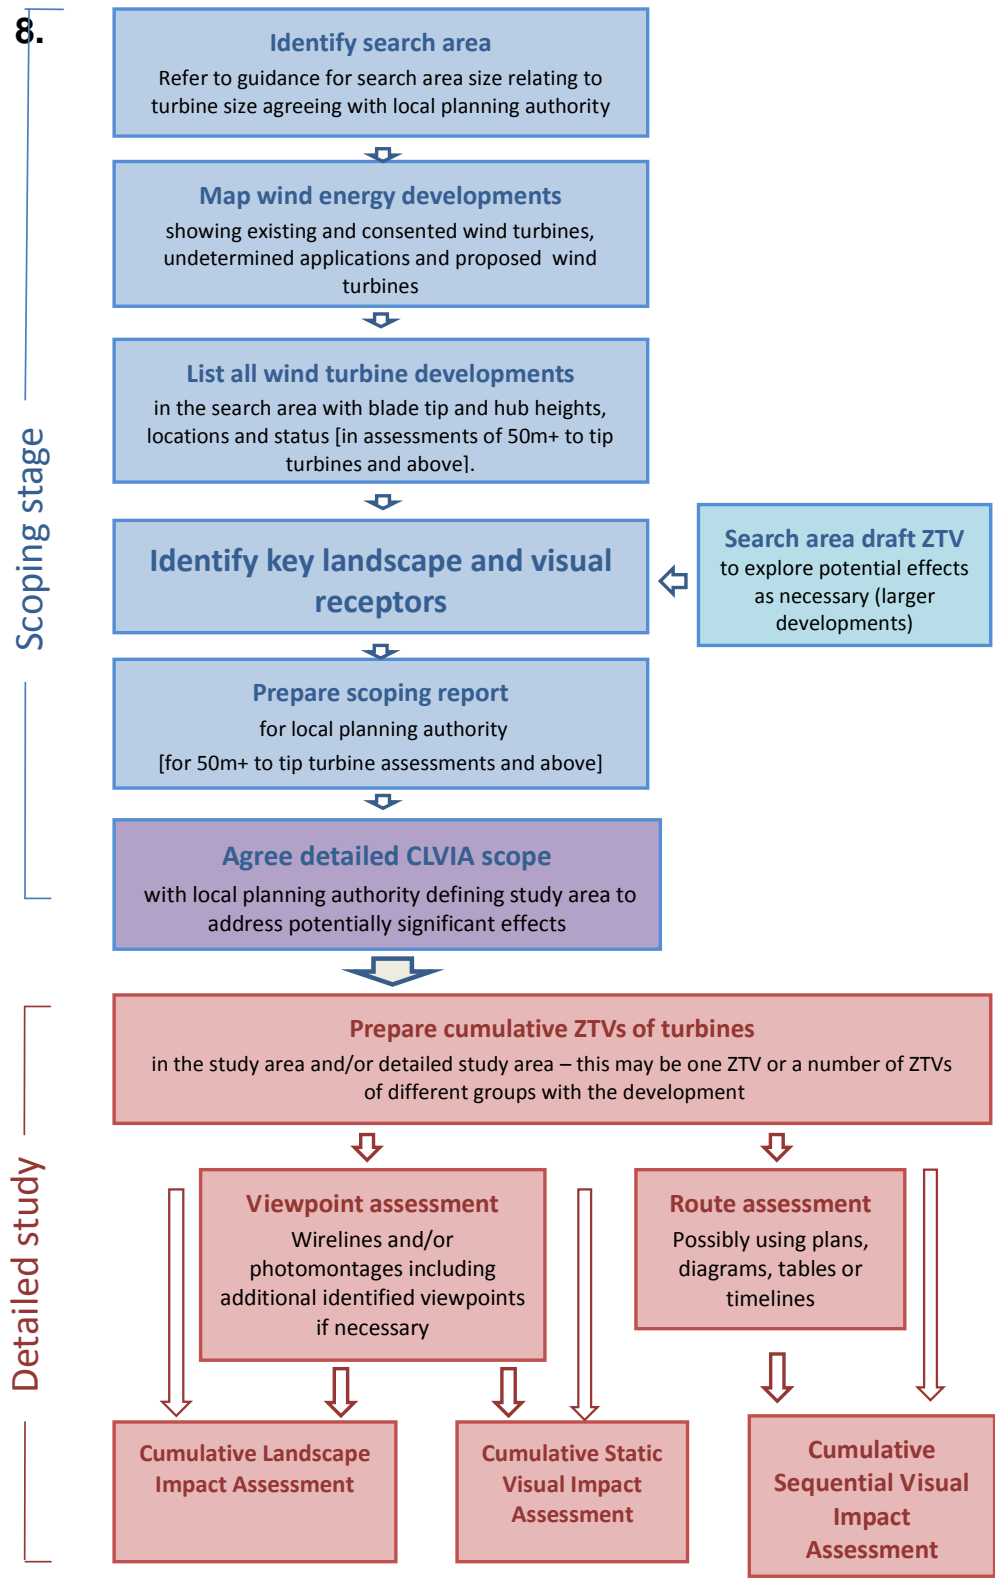 8.
Identify search area
Refer to guidance for search area size relating to
turbine size agreeing with local planning authority
Map wind energy developments
showing existing and consented wind turbines,
undetermined applications and proposed wind
turbines
List all wind turbine developments
in the search area with blade tip and hub heights,
locations and status [in assessments of 50m+ to tip
turbines and above].
Scoping stage
Identify key landscape and visual
receptors
Search area draft ZTV
to explore potential effects
as necessary (larger
developments)
Prepare scoping report
for local planning authority
[for 50m+ to tip turbine assessments and above]
Agree detailed CLVIA scope
with local planning authority defining study area to
address potentially significant effects
Prepare cumulative ZTVs of turbines
in the study area and/or detailed study area – this may be one ZTV or a number of ZTVs
of different groups with the development
Detailed study
Viewpoint assessment
Wirelines and/or
photomontages including
additional identified viewpoints
if necessary
Route assessment
Possibly using plans,
diagrams, tables or
timelines
Cumulative Landscape
Impact Assessment
Cumulative Static
Visual Impact
Assessment
Cumulative
Sequential Visual
Impact
Assessment